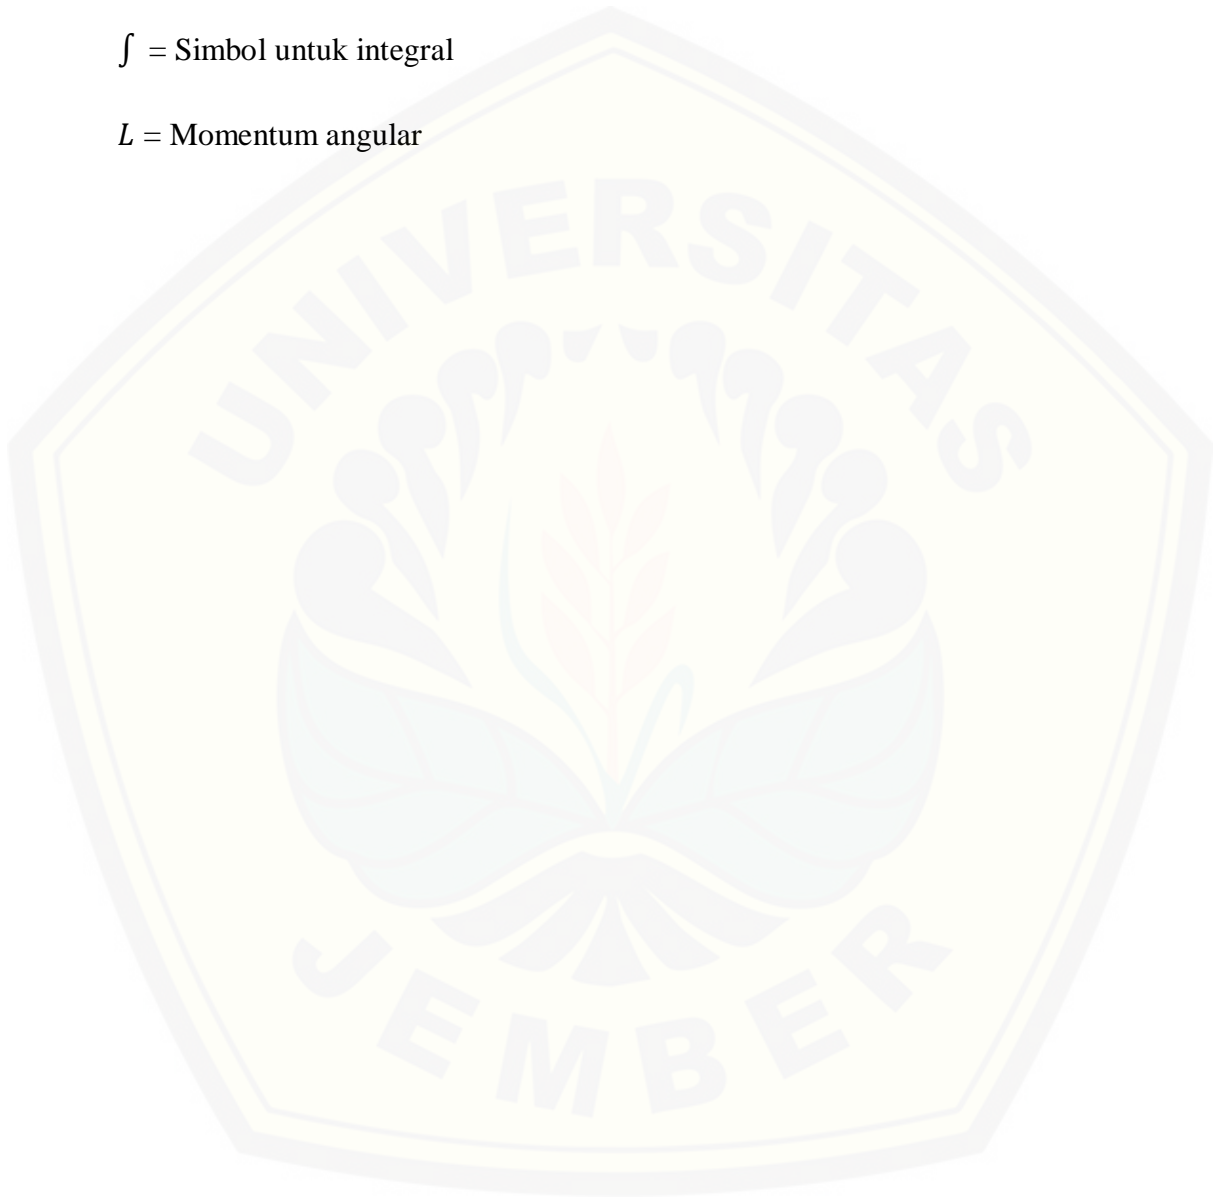 ∫ = Simbol untuk integral
L = Momentum angular
UNIVERSITAS
JEMBER